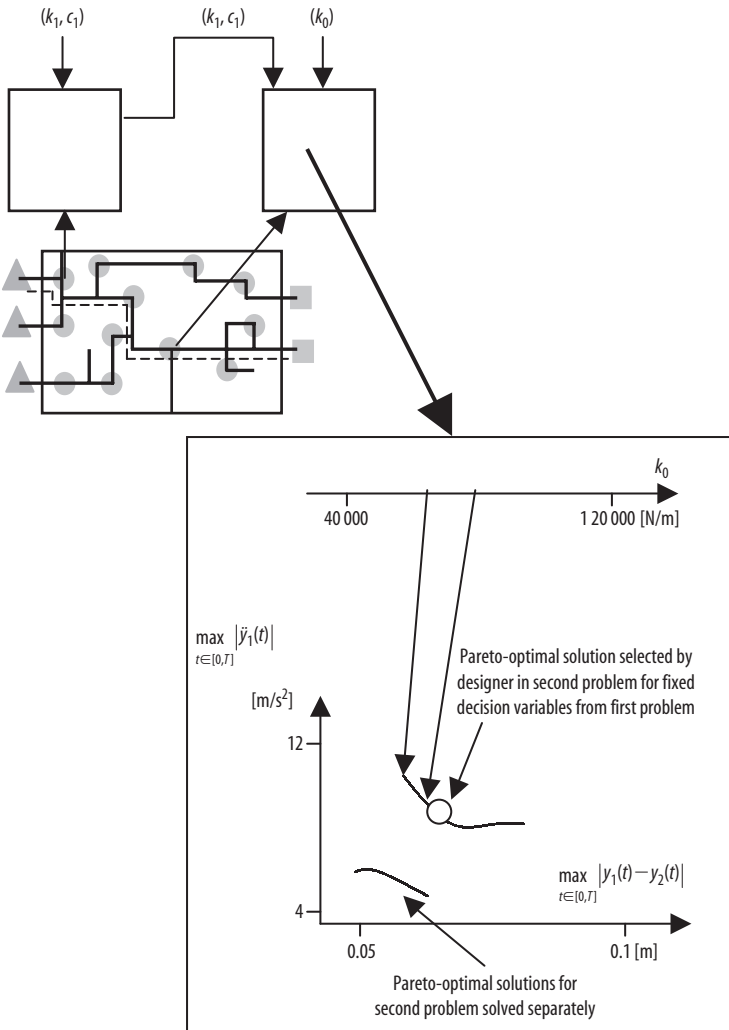 (k₁, c₁)
(k₁, c₁)
(k₀)
k₀
40 000
1 20 000 [N/m]
max |ÿ₁(t)|
t∈[0,T]
[m/s²]
Pareto-optimal solution selected by
designer in second problem for fixed
decision variables from first problem
12
max |y₁(t)−y₂(t)|
t∈[0,T]
4
0.05
0.1 [m]
Pareto-optimal solutions for
second problem solved separately